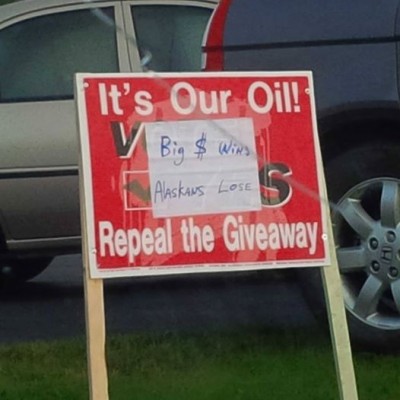 It's Our Oil!
Big $ Wins
Alaskans Lose
Repeal the Giveaway